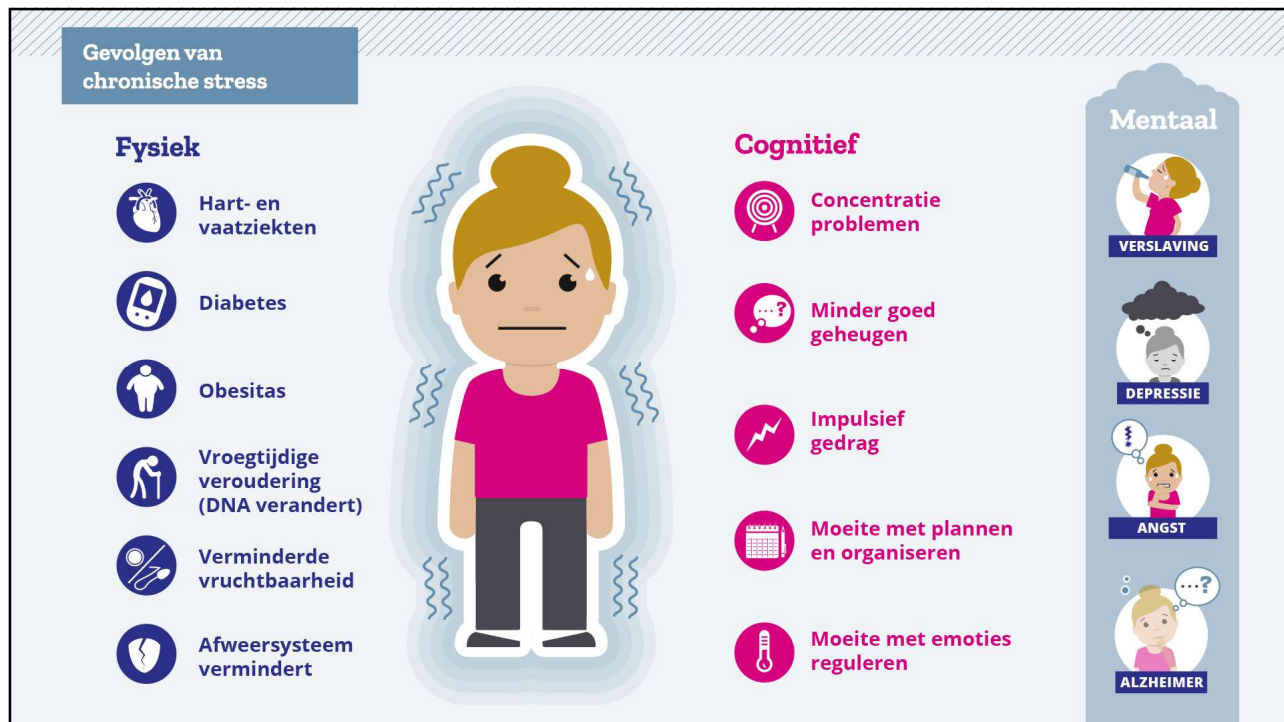 Gevolgen van
chronische stress
Fysiek
Hart- en
vaatziekten
Diabetes
Obesitas
Vroegtijdige
veroudering
(DNA verandert)
Verminderde
vruchtbaarheid
Afweersysteem
vermindert
Cognitief
Concentratie
problemen
...?
Minder goed
geheugen
Impulsief
gedrag
Moeite met plannen
en organiseren
Moeite met emoties
reguleren
Mentaal
VERSLAVING
DEPRESSIE
ANGST
...?
ALZHEIMER